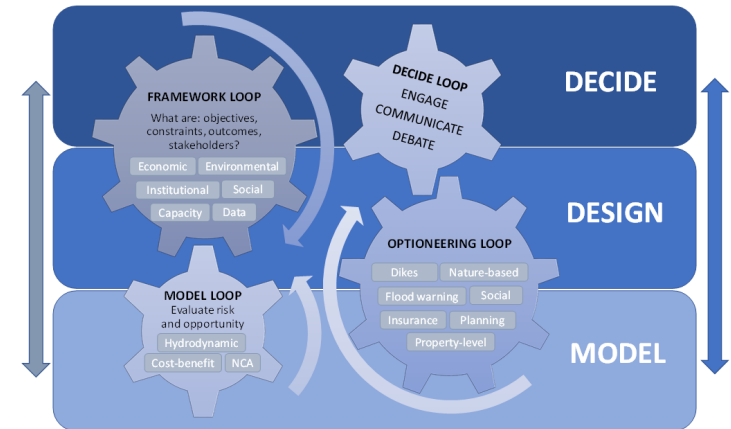 FRAMEWORK LOOP
What are: objectives,
constraints, outcomes,
stakeholders?
Economic Environmental
Institutional Social
Capacity Data
DECIDE LOOP
ENGAGE
COMMUNICATE
DEBATE
DECIDE
DESIGN
OPTIONEERING LOOP
Dikes Nature-based
Flood warning Social
Insurance Planning
Property-level
MODEL LOOP
Evaluate risk
and opportunity
Hydrodynamic
Cost-benefit NCA
MODEL